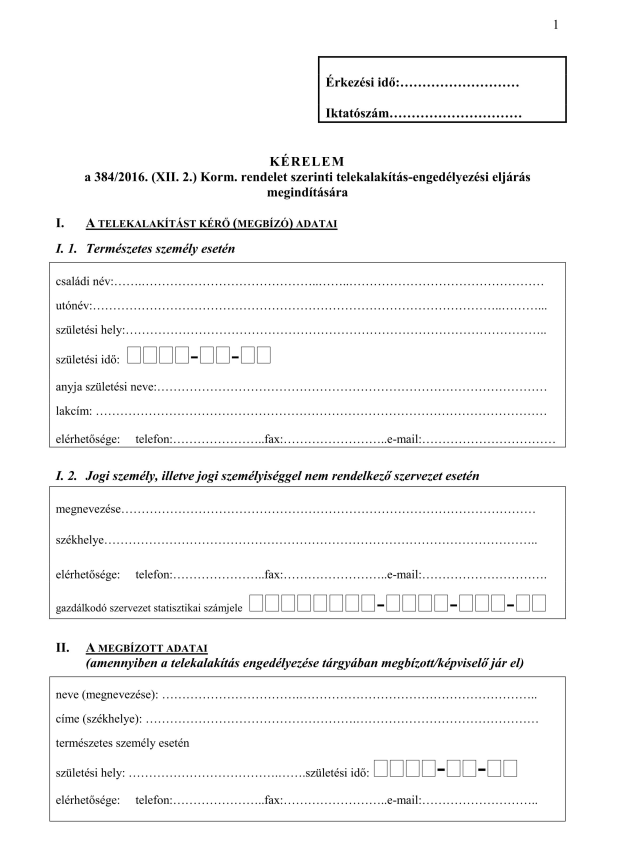 1
Érkezési idő:………………………
Iktatószám…………………………
KÉRELEM
a 384/2016. (XII. 2.) Korm. rendelet szerinti telekalakítás-engedélyezési eljárás
megindítására
I. A TELEKALAKÍTÁST KÉRŐ (MEGBÍZÓ) ADATAI
I. 1. Természetes személy esetén
családi név:…….…………………………………..……..…………………………………………
utónév:…………………………………………………………………………………..………...
születési hely:…………………………………………………………………………………..
születési idő: □□□□-□□-□□
anyja születési neve:………………………………………………………………………………
lakcím: ……………………………………………………………………………………………
elérhetősége: telefon:…………………..fax:……………………..e-mail:……………………………
I. 2. Jogi személy, illetve jogi személyiséggel nem rendelkező szervezet esetén
megnevezése……………………………………………………………………………………
székhelye………………………………………………………………………………………..
elérhetősége: telefon:…………………..fax:……………………..e-mail:………………………….
gazdálkodó szervezet statisztikai számjele □□□□□□□□-□□□□-□□□-□□
II. A MEGBÍZOTT ADATAI
(amennyiben a telekalakítás engedélyezése tárgyában megbízott/képviselő jár el)
neve (megnevezése): …………………………….………………………………………………..
címe (székhelye): ………………………………………….……………………………………
természetes személy esetén
születési hely: ……………………………….…….születési idő: □□□□-□□-□□
elérhetősége: telefon:…………………..fax:……………………..e-mail:………………………..